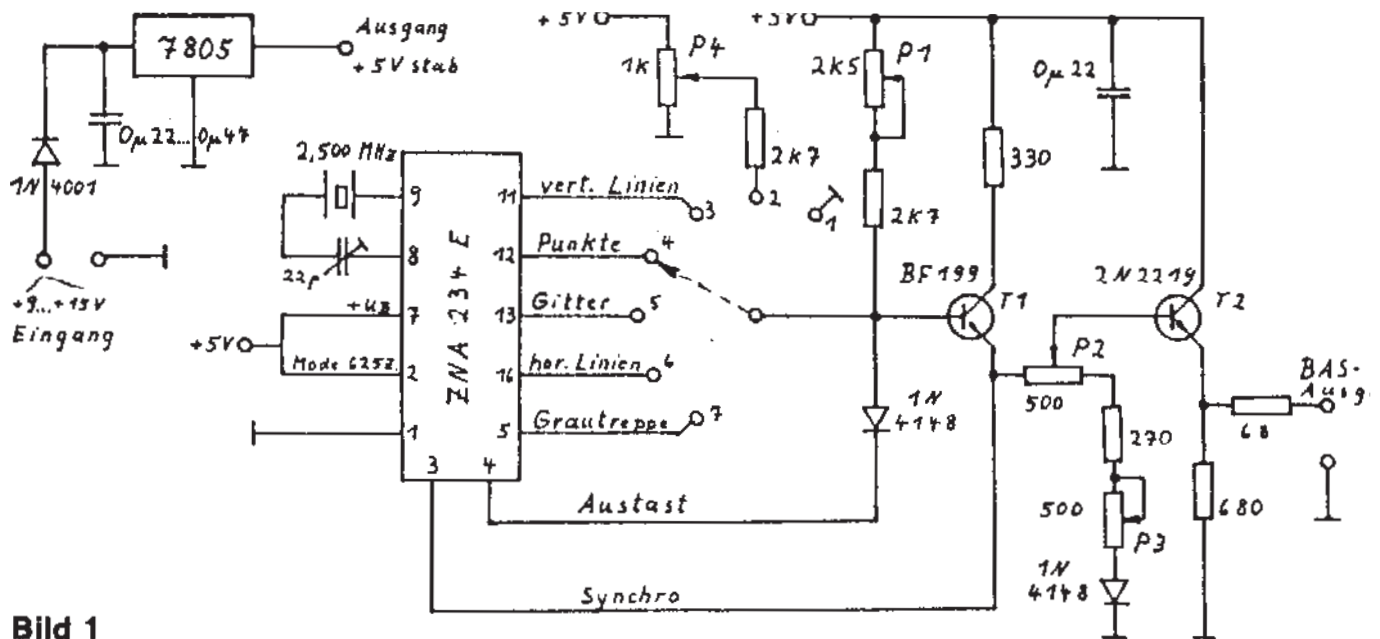 7805
Ausgang
+5V stab
0µ22...0µ47
1N 4001
+9...+15V
Eingang
+5V
1K
P4
2K7
2
1
+5V
2K5
P1
2K7
330
0µ22
BF199
T1
2N2219
T2
P2
500
270
500
P3
1N
4148
680
68
BAS-
Ausg.
2,500 MHz
22p
+5V
9
8
+UB
7
Mode 625Z.
2
1
3
4
ZNA 234 E
11
vert. Linien
3
12
Punkte
4
13
Gitter
5
16
hor. Linien
6
5
Grautreppe
7
1N
4148
Austast
Synchro
Bild 1